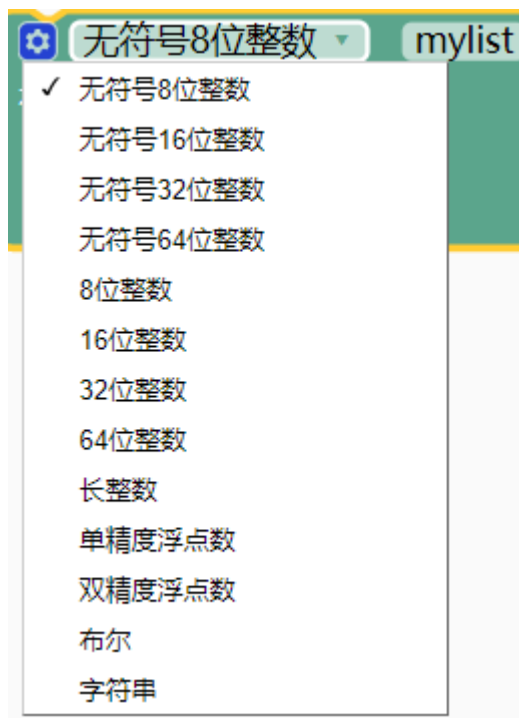 无符号8位整数 mylist
无符号8位整数
无符号16位整数
无符号32位整数
无符号64位整数
8位整数
16位整数
32位整数
64位整数
长整数
单精度浮点数
双精度浮点数
布尔
字符串